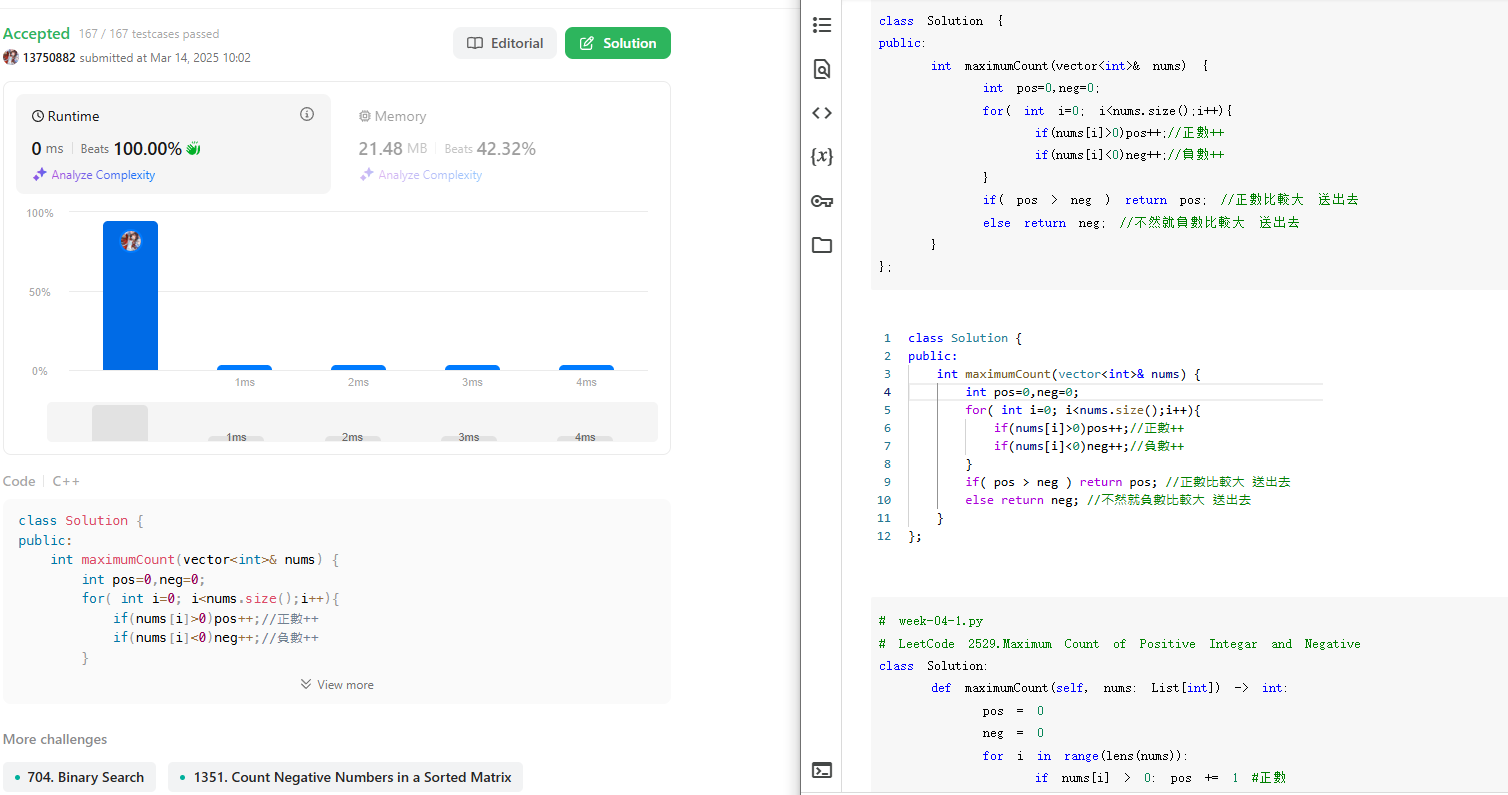 Accepted 167 / 167 testcases passed
13750882 submitted at Mar 14, 2025 10:02
Editorial
Solution
Runtime
0 ms Beats 100.00%
Analyze Complexity
Memory
21.48 MB Beats 42.32%
Analyze Complexity
100%
50%
0%
1ms 2ms 3ms 4ms
1ms 2ms 3ms 4ms
Code C++
class Solution {
public:
    int maximumCount(vector<int>& nums) {
        int pos=0,neg=0;
        for( int i=0; i<nums.size();i++){
            if(nums[i]>0)pos++;//正數++
            if(nums[i]<0)neg++;//負數++
        }
View more
More challenges
704. Binary Search
1351. Count Negative Numbers in a Sorted Matrix
{x}
class Solution {
public:
    int maximumCount(vector<int>& nums) {
        int pos=0,neg=0;
        for( int i=0; i<nums.size();i++){
            if(nums[i]>0)pos++;//正數++
            if(nums[i]<0)neg++;//負數++
        }
        if( pos > neg ) return pos; //正數比較大 送出去
        else return neg; //不然就負數比較大 送出去
    }
};
1 class Solution {
2 public:
3     int maximumCount(vector<int>& nums) {
4         int pos=0,neg=0;
5         for( int i=0; i<nums.size();i++){
6             if(nums[i]>0)pos++;//正數++
7             if(nums[i]<0)neg++;//負數++
8         }
9         if( pos > neg ) return pos; //正數比較大 送出去
10         else return neg; //不然就負數比較大 送出去
11     }
12 };
# week-04-1.py
# LeetCode 2529.Maximum Count of Positive Integar and Negative
class Solution:
    def maximumCount(self, nums: List[int]) -> int:
        pos = 0
        neg = 0
        for i in range(lens(nums)):
            if nums[i] > 0: pos += 1 #正數